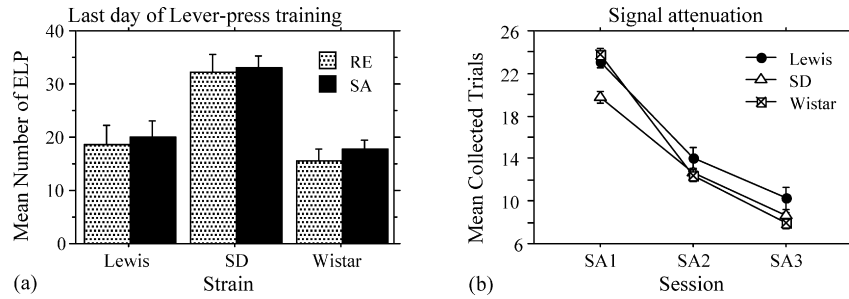 Last day of Lever-press training
Mean Number of ELP
40
30
20
10
0
RE
SA
Lewis SD Wistar
(a) Strain
Signal attenuation
Mean Collected Trials
26
22
18
14
10
6
Lewis
SD
Wistar
SA1 SA2 SA3
(b) Session